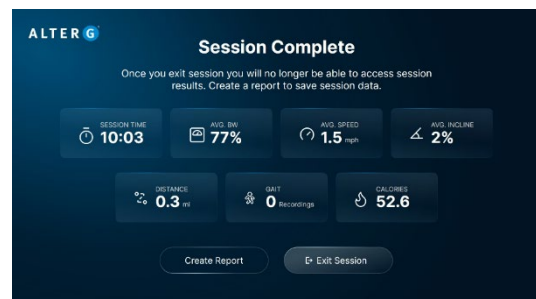 ALTER G
Session Complete
Once you exit session you will no longer be able to access session
results. Create a report to save session data.
SESSION TIME
10:03
AVG. BW
77%
AVG. SPEED
1.5 mph
AVG. INCLINE
2%
DISTANCE
0.3 mi
GAIT
0 Recordings
CALORIES
52.6
Create Report
Exit Session